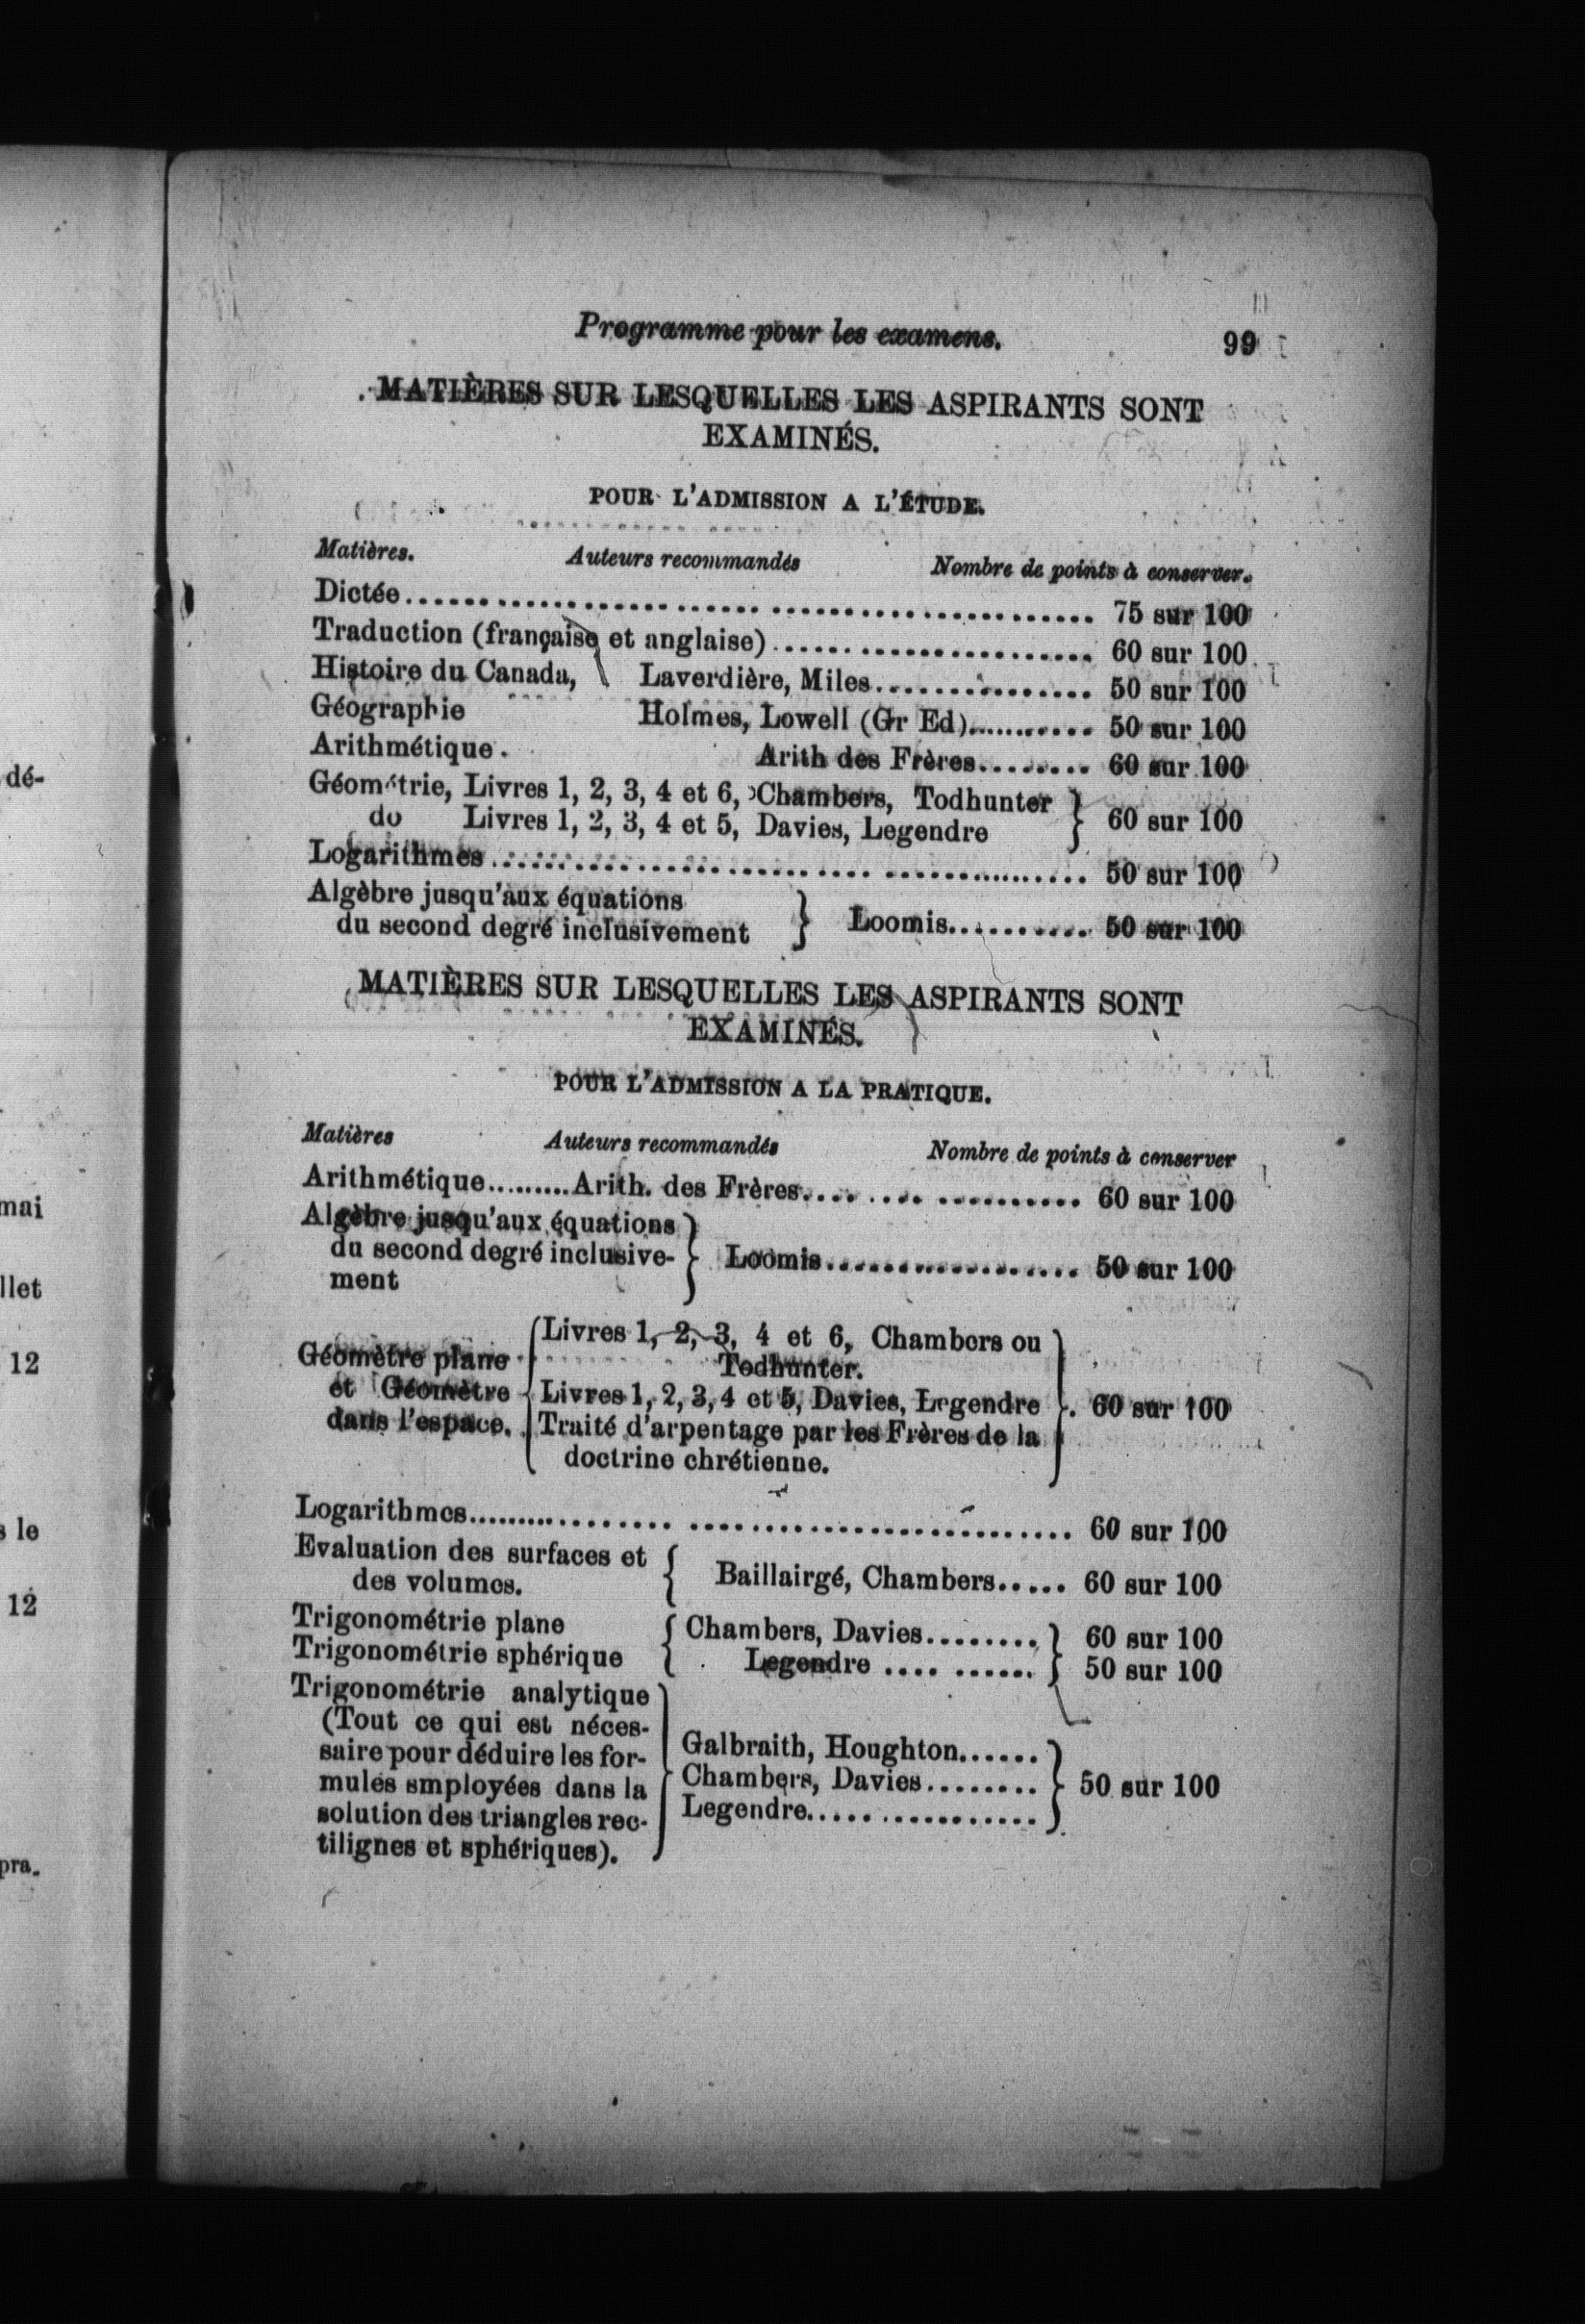 Programme pour les examens. 99
MATIÈRES SUR LESQUELLES LES ASPIRANTS SONT
EXAMINÉS.
POUR L'ADMISSION A L'ÉTUDE.
Matières. Auteurs recommandés Nombre de points à conserver.
Dictée........................................ 75 sur 100
Traduction (française et anglaise)........................ 60 sur 100
Histoire du Canada, Laverdière, Miles................ 50 sur 100
Géographie Holmes, Lowell (Gr Ed)............ 50 sur 100
Arithmétique. Arith des Frères......... 60 sur 100
Géométrie, Livres 1, 2, 3, 4 et 6, Chambers, Todhunter } 60 sur 100
do Livres 1, 2, 3, 4 et 5, Davies, Legendre
Logarithmes........................................ 50 sur 100
Algèbre jusqu'aux équations
du second degré inclusivement } Loomis........... 50 sur 100
MATIÈRES SUR LESQUELLES LES ASPIRANTS SONT
EXAMINÉS.
POUR L'ADMISSION A LA PRATIQUE.
Matières Auteurs recommandés Nombre de points à conserver
Arithmétique.........Arith. des Frères.... .... .......... 60 sur 100
Algèbre jusqu'aux équations
du second degré inclusive- } Loomis.................. 50 sur 100
ment
Livres 1, 2, 3, 4 et 6, Chambers ou
Géomètre plane Todhunter.
et Géomètre Livres 1, 2, 3, 4 et 5, Davies, Legendre }. 60 sur 100
dans l'espace. Traité d'arpentage par les Frères de la
doctrine chrétienne.
Logarithmes................. ........................... 60 sur 100
Evaluation des surfaces et
des volumes. { Baillairgé, Chambers..... 60 sur 100
Trigonométrie plane { Chambers, Davies........ } 60 sur 100
Trigonométrie sphérique Legendre .... ...... 50 sur 100
Trigonométrie analytique
(Tout ce qui est néces-
saire pour déduire les for- Galbraith, Houghton......
mules smployées dans la } Chambers, Davies........ } 50 sur 100
solution des triangles rec- Legendre..... ...........
tilignes et sphériques).
dé-
mai
llet
12
s le
12
pra.